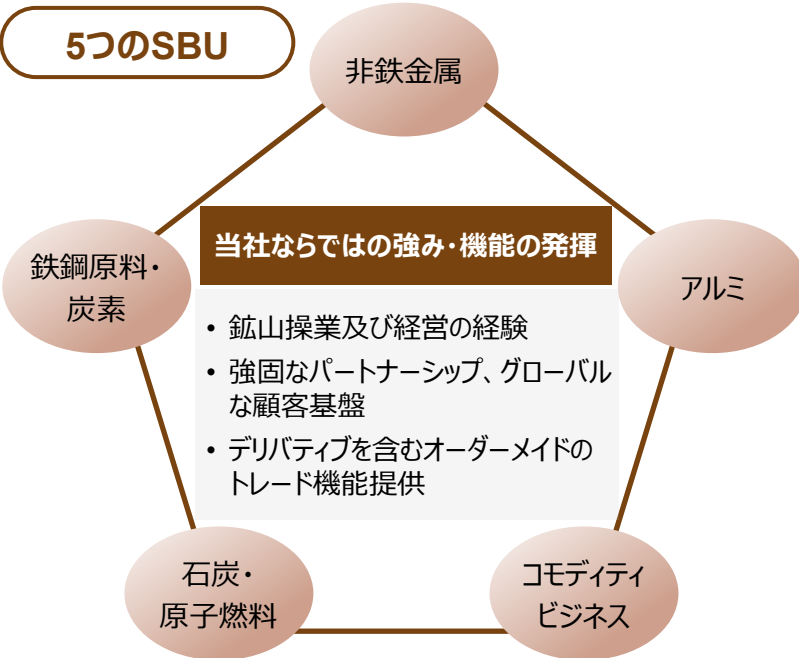 5つのSBU
非鉄金属
鉄鋼原料・
炭素
当社ならではの強み・機能の発揮
アルミ
• 鉱山操業及び経営の経験
• 強固なパートナーシップ、グローバル
な顧客基盤
• デリバティブを含むオーダーメイドの
トレード機能提供
石炭・
原子燃料
コモディティ
ビジネス